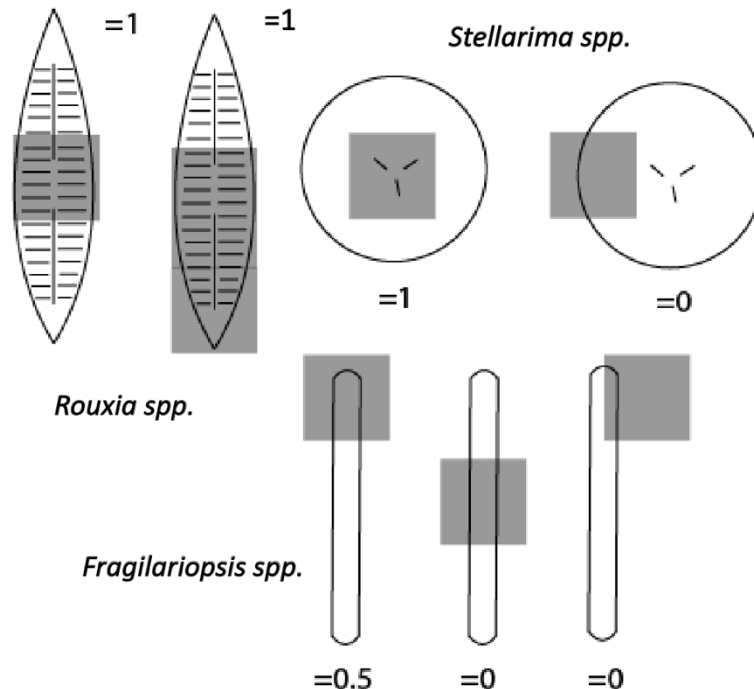 =1
=1
Stellarima spp.
=1
=0
Rouxia spp.
Fragilariopsis spp.
=0.5
=0
=0